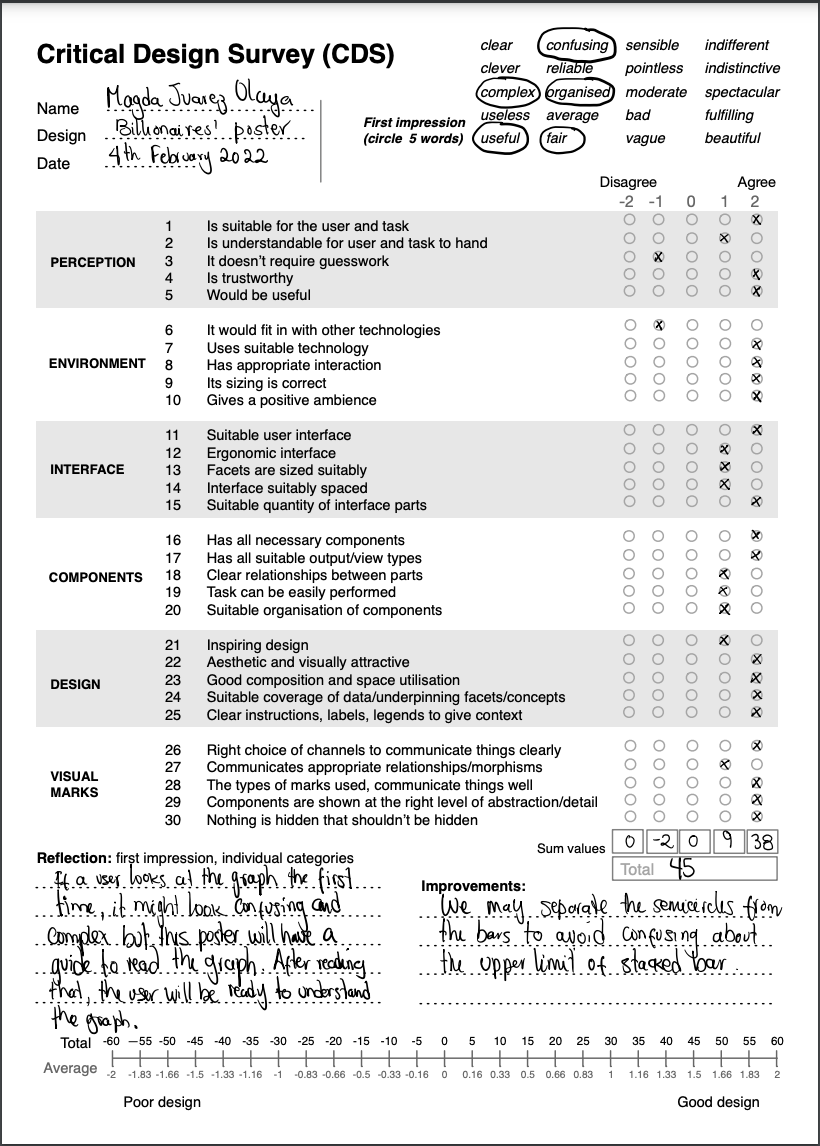 Critical Design Survey (CDS)
clear confusing sensible indifferent
clever reliable pointless indistinctive
complex organised moderate spectacular
useless average bad fulfilling
useful fair vague beautiful
First impression
(circle 5 words)
Name Magda Juarez Olaya
Design Billionaires' poster
Date 4th February 2022
Disagree Agree
-2 -1 0 1 2
PERCEPTION
1 Is suitable for the user and task
2 Is understandable for user and task to hand
3 It doesn't require guesswork
4 Is trustworthy
5 Would be useful
ENVIRONMENT
6 It would fit in with other technologies
7 Uses suitable technology
8 Has appropriate interaction
9 Its sizing is correct
10 Gives a positive ambience
INTERFACE
11 Suitable user interface
12 Ergonomic interface
13 Facets are sized suitably
14 Interface suitably spaced
15 Suitable quantity of interface parts
COMPONENTS
16 Has all necessary components
17 Has all suitable output/view types
18 Clear relationships between parts
19 Task can be easily performed
20 Suitable organisation of components
DESIGN
21 Inspiring design
22 Aesthetic and visually attractive
23 Good composition and space utilisation
24 Suitable coverage of data/underpinning facets/concepts
25 Clear instructions, labels, legends to give context
VISUAL
MARKS
26 Right choice of channels to communicate things clearly
27 Communicates appropriate relationships/morphisms
28 The types of marks used, communicate things well
29 Components are shown at the right level of abstraction/detail
30 Nothing is hidden that shouldn't be hidden
Sum values 0 -2 0 9 38
Total 45
Reflection: first impression, individual categories
If a user looks at the graph the first
time, it might look confusing and
complex but, this poster will have a
guide to read the graph. After reading
that, the user will be ready to understand
the graph.
Improvements:
We may separate the semicircles from
the bars to avoid confusing about
the upper limit of stacked bar.
Total -60 -55 -50 -45 -35 -30 -25 -20 -15 -10 -5 0 5 10 15 20 30 35 40 45 50 55 60
Average -2 -1.83 -1.66 -1.5 -1.33 -1.16 -1 -0.83 -0.66 -0.5 -0.33 -0.16 0 0.16 0.33 0.5 0.66 0.83 1 1.16 1.33 1.5 1.66 1.83 2
Poor design Good design